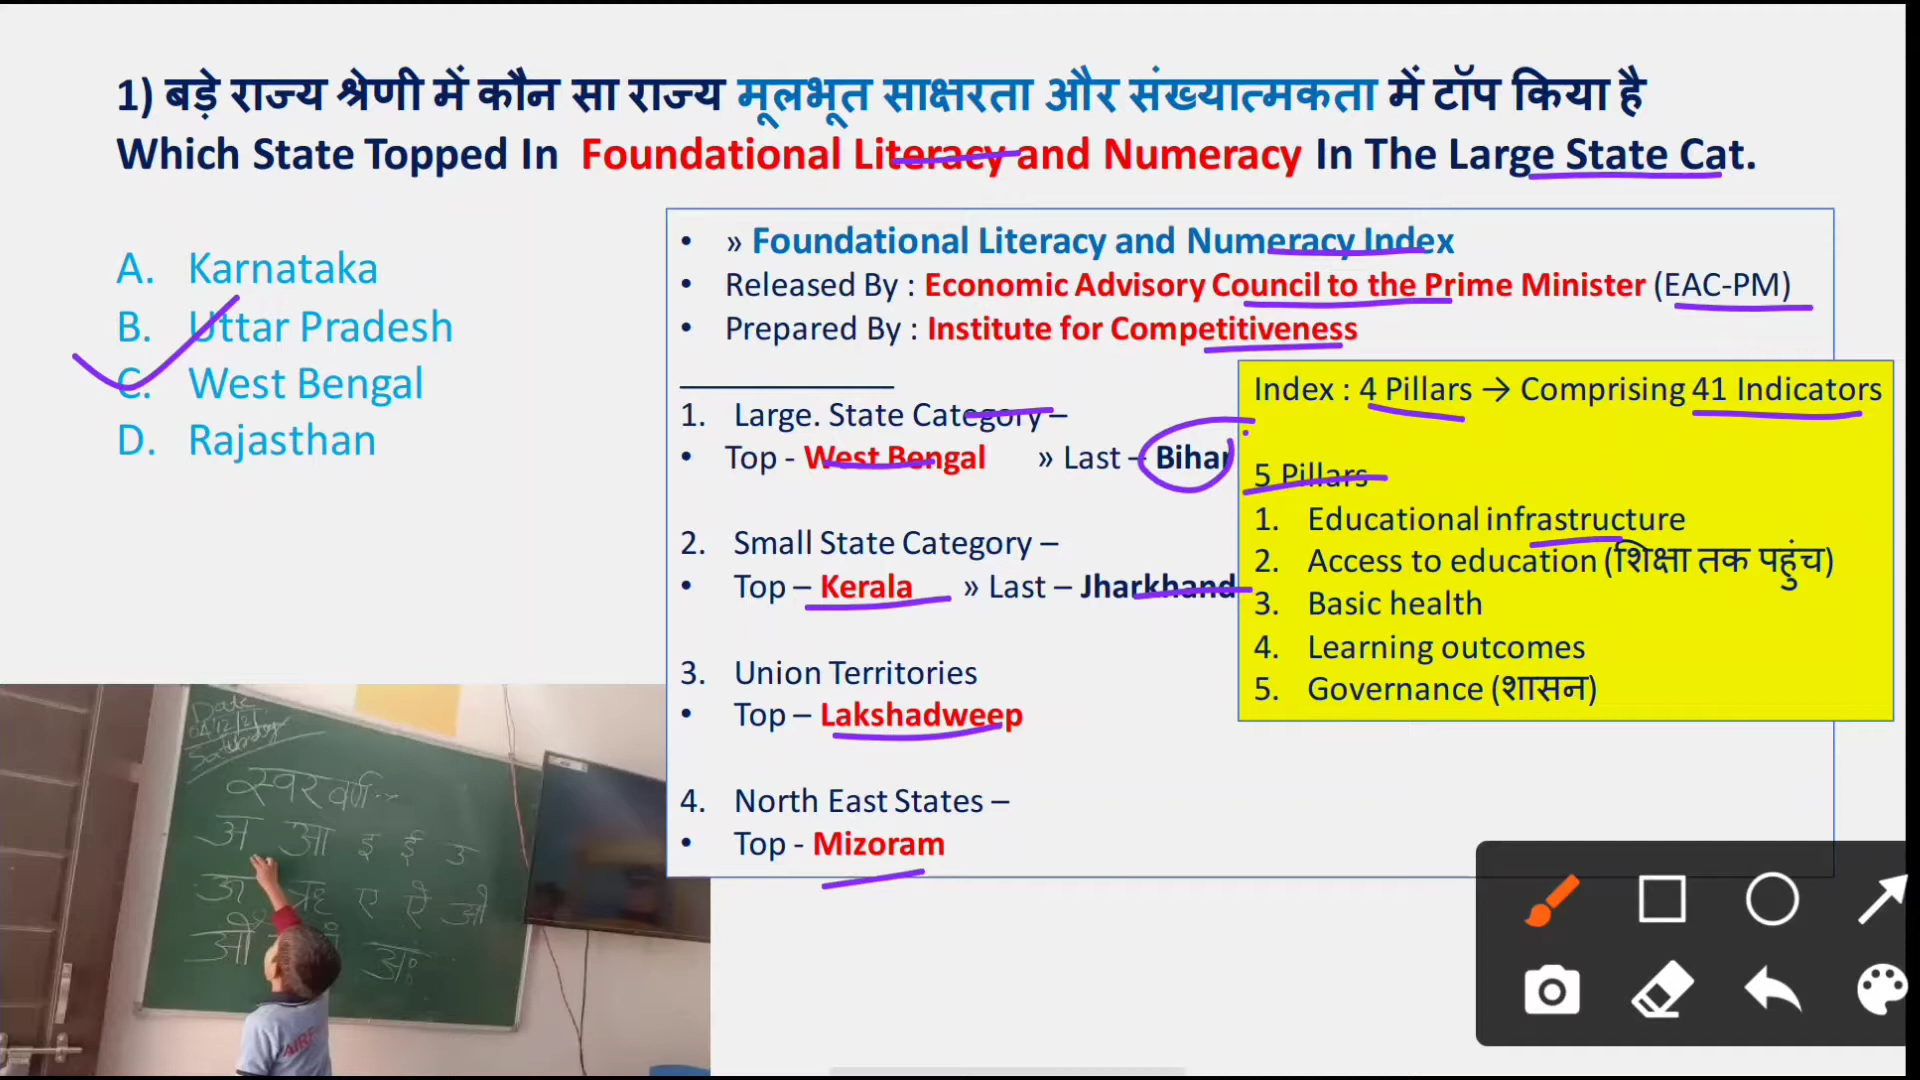 1) बड़े राज्य श्रेणी में कौन सा राज्य मूलभूत साक्षरता और संख्यात्मकता में टॉप किया है
Which State Topped In Foundational Literacy and Numeracy In The Large State Cat.
A. Karnataka
B. Uttar Pradesh
C. West Bengal
D. Rajasthan
• » Foundational Literacy and Numeracy Index
• Released By : Economic Advisory Council to the Prime Minister (EAC-PM)
• Prepared By : Institute for Competitiveness
1. Large. State Category –
• Top - West Bengal » Last – Bihar
2. Small State Category –
• Top – Kerala » Last – Jharkhand
3. Union Territories
• Top – Lakshadweep
4. North East States –
• Top - Mizoram
Index : 4 Pillars → Comprising 41 Indicators
5 Pillars
1. Educational infrastructure
2. Access to education (शिक्षा तक पहुंच)
3. Basic health
4. Learning outcomes
5. Governance (शासन)
Date
Saturday
स्वर वर्ण
अ आ इ ई उ
ऊ ऋ ए ऐ ओ
औ अः